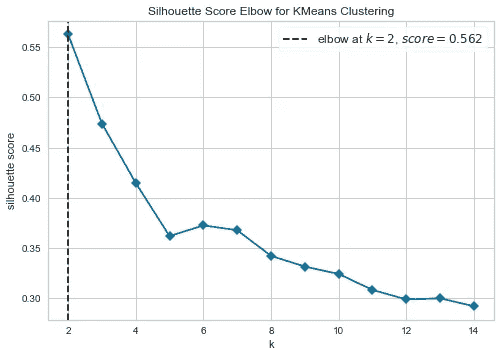 Silhouette Score Elbow for KMeans Clustering
elbow at k = 2, score = 0.562
silhouette score
0.55
0.50
0.45
0.40
0.35
0.30
2 4 6 8 10 12 14
k